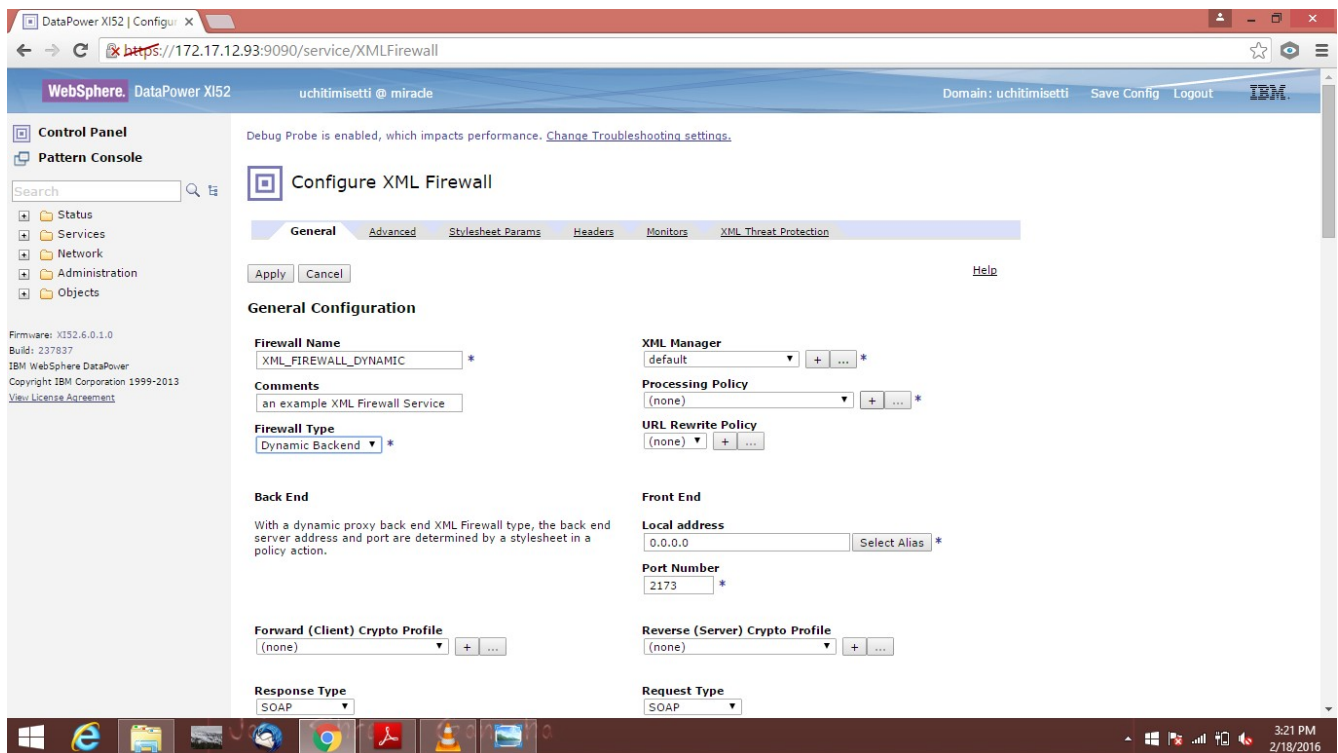 DataPower XI52 | Configur
https://172.17.12.93:9090/service/XMLFirewall
WebSphere. DataPower XI52
uchitimisetti @ miracle
Domain: uchitimisetti
Save Config
Logout
IBM.
Control Panel
Pattern Console
Search
Status
Services
Network
Administration
Objects
Firmware: XI52.6.0.1.0
Build: 237837
IBM WebSphere DataPower
Copyright IBM Corporation 1999-2013
View License Agreement
Debug Probe is enabled, which impacts performance. Change Troubleshooting settings.
Configure XML Firewall
General Advanced Stylesheet Params Headers Monitors XML Threat Protection
Apply Cancel
Help
General Configuration
Firewall Name
XML_FIREWALL_DYNAMIC *
Comments
an example XML Firewall Service
Firewall Type
Dynamic Backend *
XML Manager
default + ... *
Processing Policy
(none) + ... *
URL Rewrite Policy
(none) + ...
Back End
With a dynamic proxy back end XML Firewall type, the back end
server address and port are determined by a stylesheet in a
policy action.
Front End
Local address
0.0.0.0 Select Alias *
Port Number
2173 *
Forward (Client) Crypto Profile
(none) + ...
Reverse (Server) Crypto Profile
(none) + ...
Response Type
SOAP
Request Type
SOAP
3:21 PM
2/18/2016